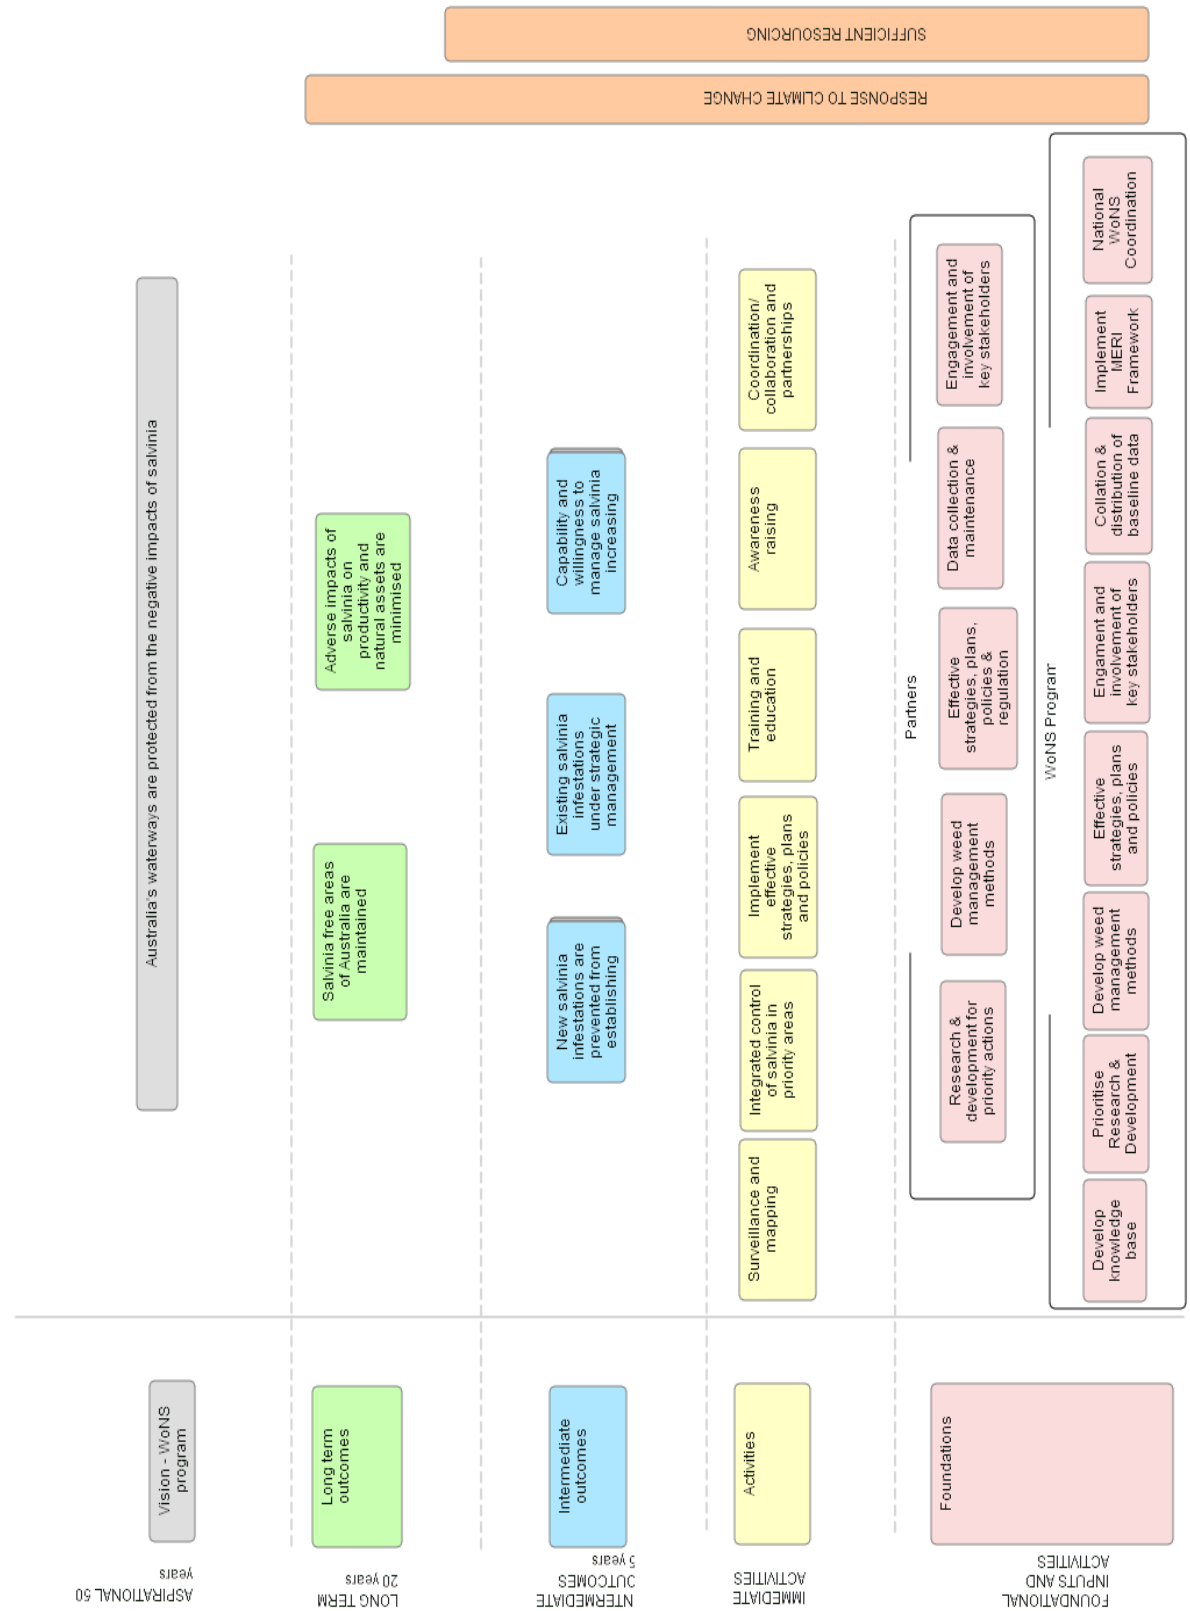 SUFFICIENT RESOURCING
RESPONSE TO CLIMATE CHANGE
ASPIRATIONAL 50
years
Vision - WoNS
program
Australia's waterways are protected from the negative impacts of salvinia
LONG TERM
20 years
Long term
outcomes
Salvinia free areas
of Australia are
maintained
Adverse impacts of
salvinia on
productivity and
natural assets are
minimised
NTERMEDIATE
OUTCOMES
5 years
Intermediate
outcomes
New salvinia
infestations are
prevented from
establishing
Existing salvinia
infestations
under strategic
management
Capability and
willingness to
manage salvinia
increasing
IMMEDIATE
ACTIVITIES
Activities
Surveillance and
mapping
Integrated control
of salvinia in
priority areas
Implement
effective
strategies, plans
and policies
Training and
education
Awareness
raising
Coordination/
collaboration and
partnerships
FOUNDATIONAL
INPUTS AND
ACTIVITIES
Foundations
Partners
Research &
development for
priority actions
Develop weed
management
methods
Effective
strategies, plans,
policies &
regulation
Data collection &
maintenance
Engagement and
involvement of
key stakeholders
WoNS Program
Develop
knowledge
base
Prioritise
Research &
Development
Develop weed
management
methods
Effective
strategies, plans
and policies
Engament and
involvement of
key stakeholders
Collation &
distribution of
baseline data
Implement
MERI
Framework
National
WoNS
Coordination